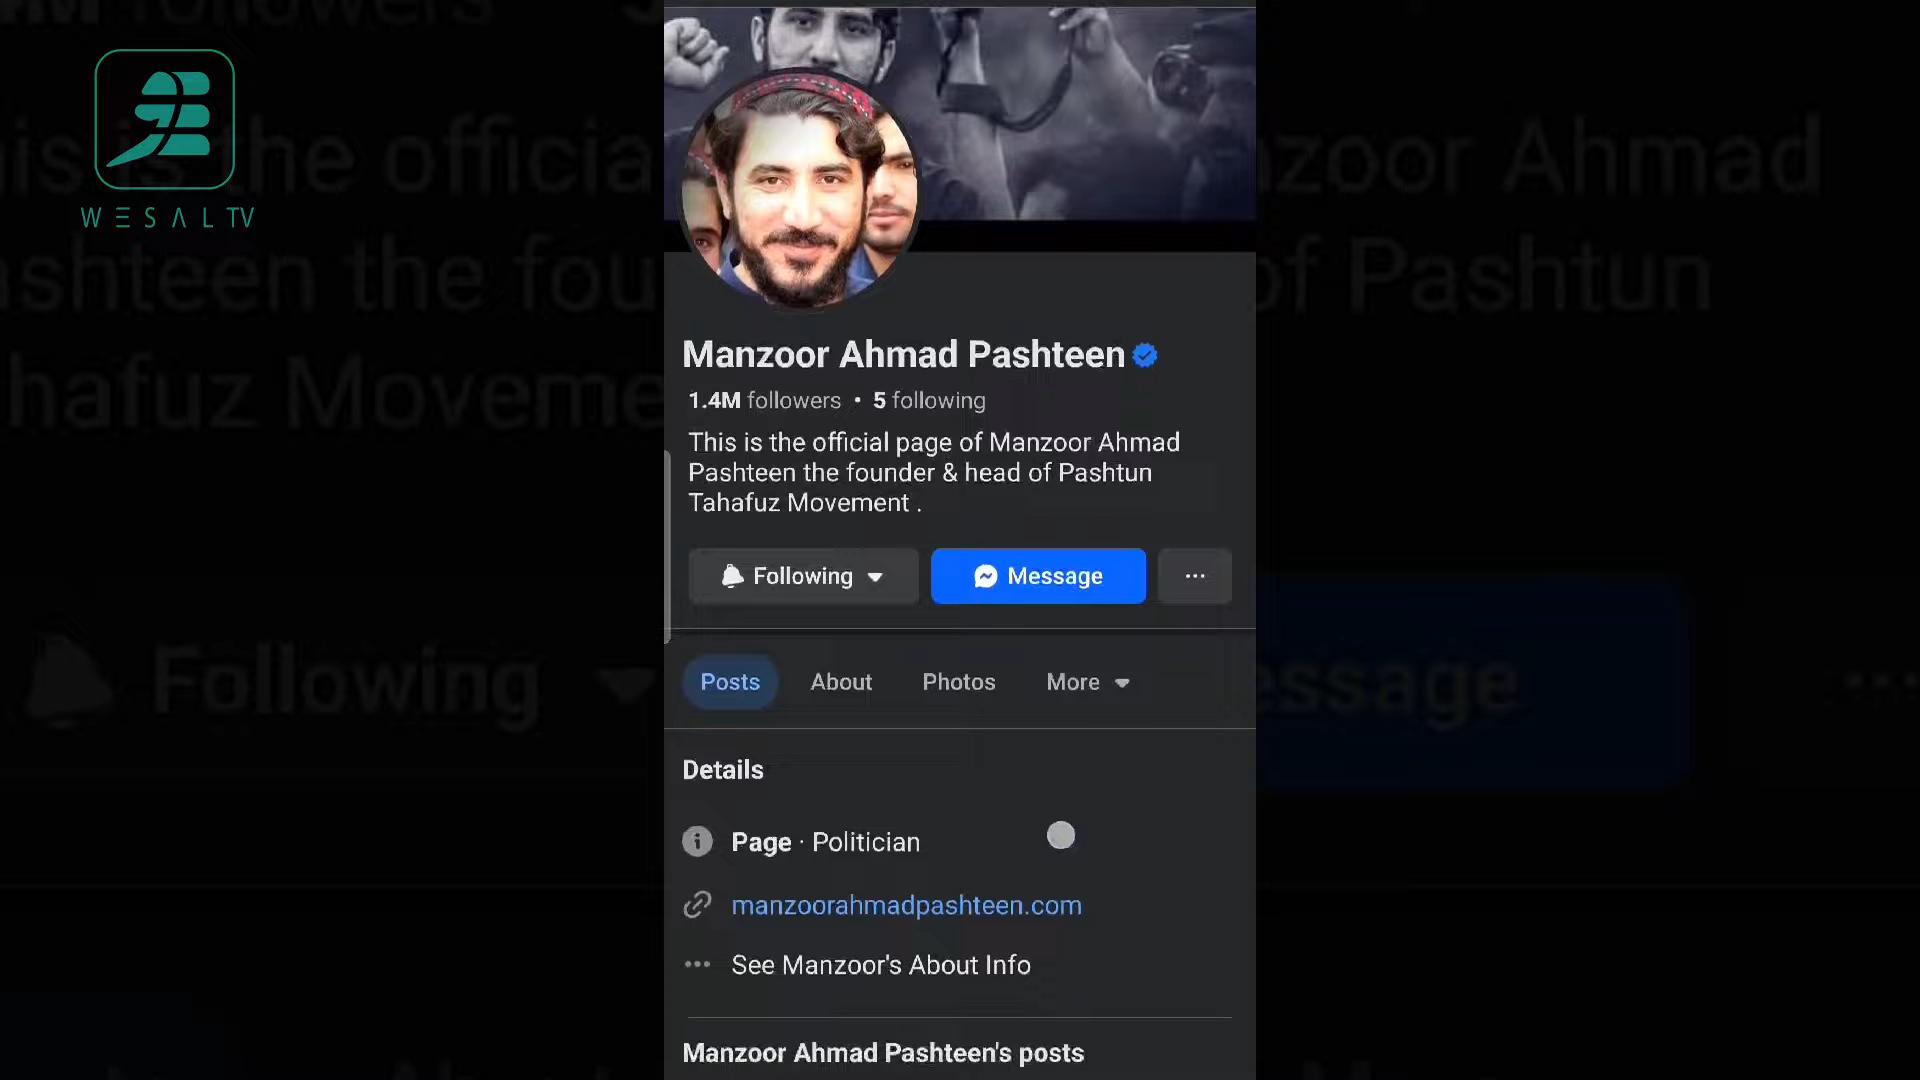 WESAL TV
Manzoor Ahmad Pashteen
1.4M followers • 5 following
This is the official page of Manzoor Ahmad
Pashteen the founder & head of Pashtun
Tahafuz Movement .
Following
Message
Posts
About
Photos
More
Details
Page · Politician
manzoorahmadpashteen.com
See Manzoor's About Info
Manzoor Ahmad Pashteen's posts